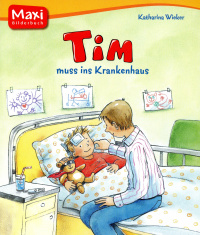 Maxi
Bilderbuch
Katharina Wieker
TiM
muss ins Krankenhaus